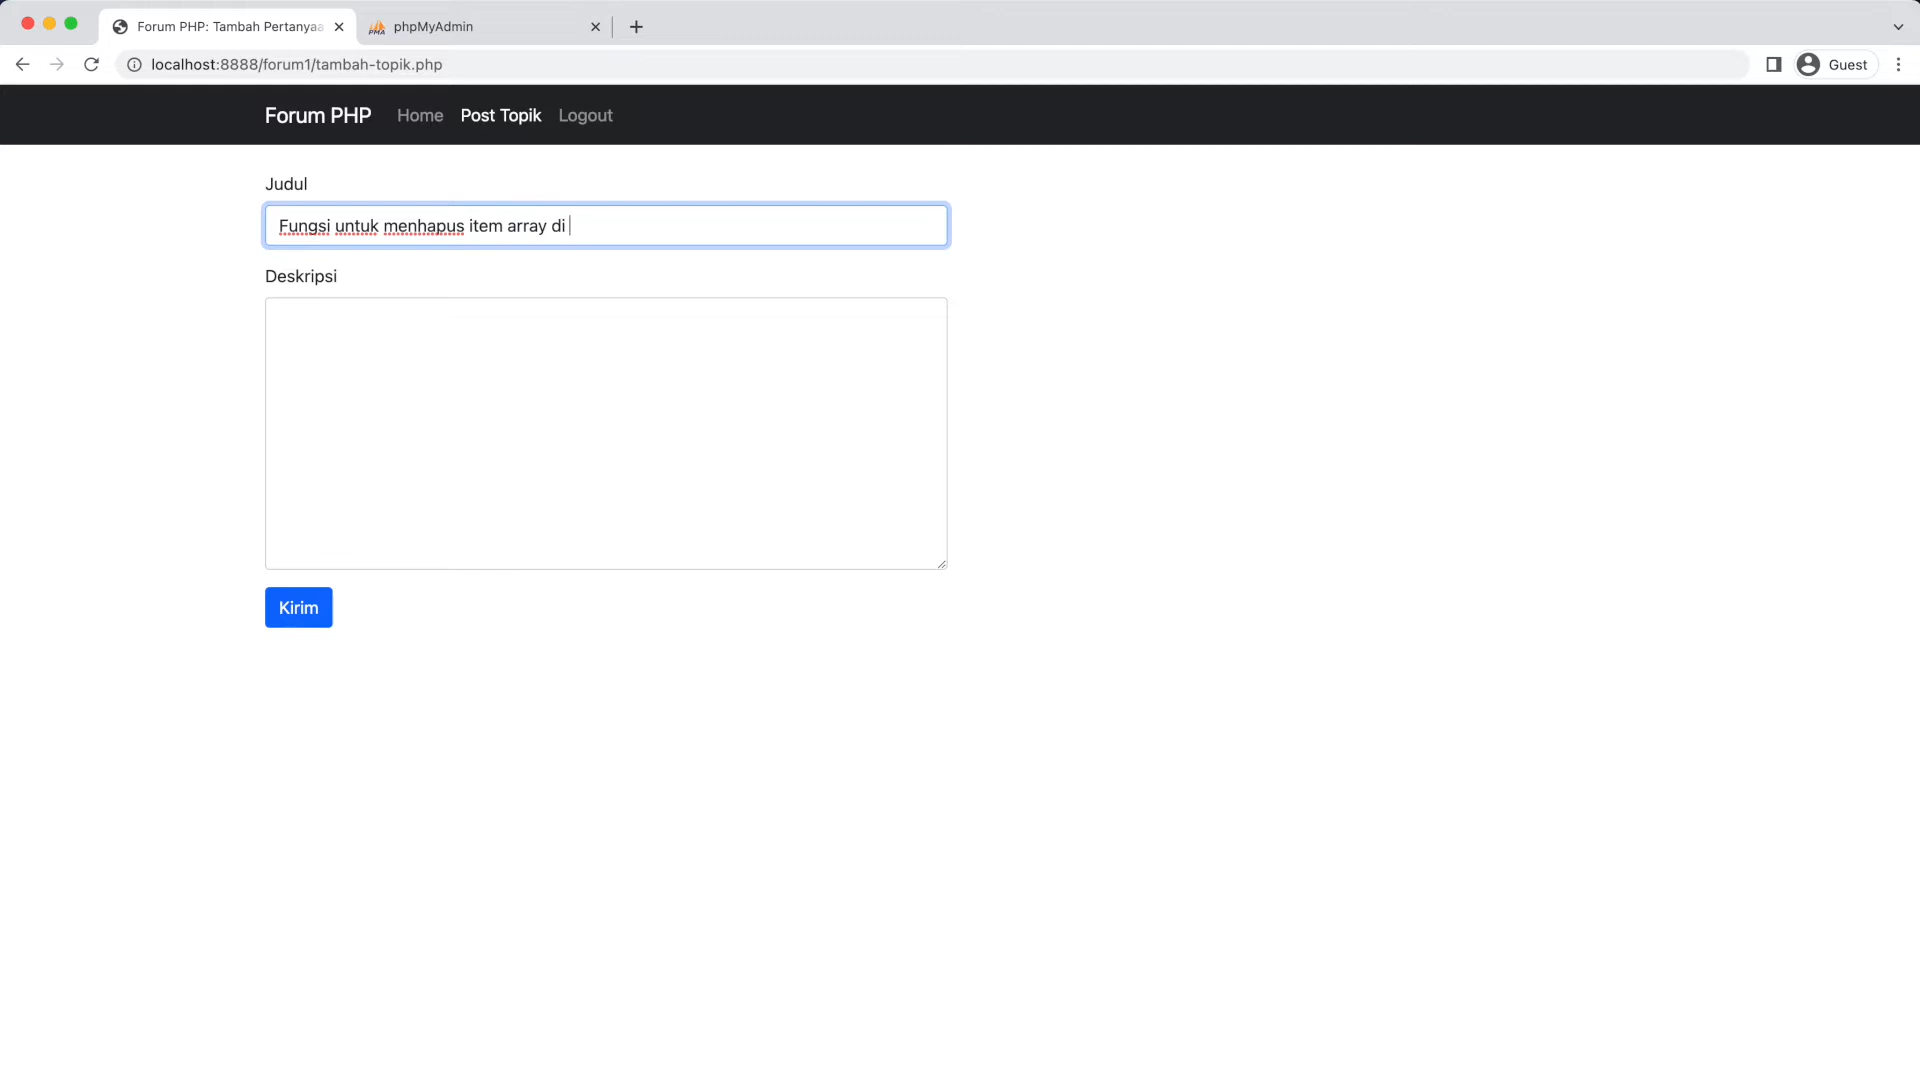 Forum PHP: Tambah Pertanyaa
phpMyAdmin
localhost:8888/forum1/tambah-topik.php
Guest
Forum PHP Home Post Topik Logout
Judul
Fungsi untuk menhapus item array di
Deskripsi
Kirim